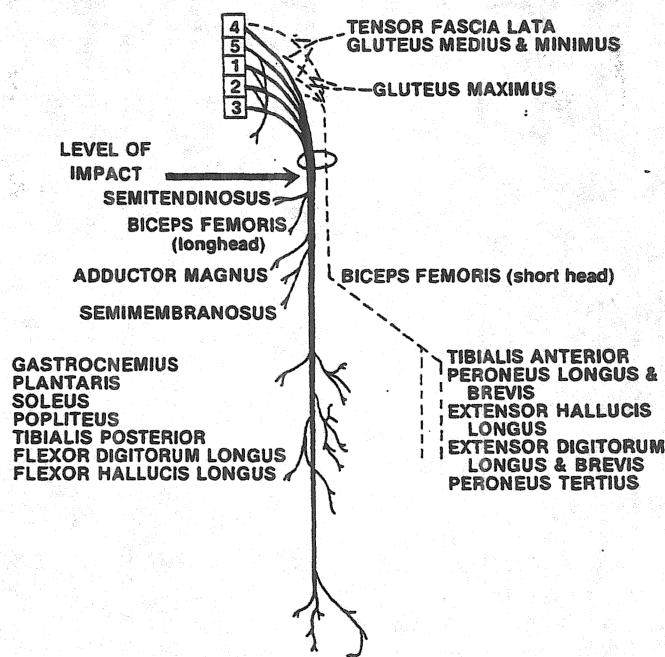 4
5
1
2
3
TENSOR FASCIA LATA
GLUTEUS MEDIUS & MINIMUS
GLUTEUS MAXIMUS
LEVEL OF
IMPACT
SEMITENDINOSUS
BICEPS FEMORIS
(longhead)
ADDUCTOR MAGNUS
SEMIMEMBRANOSUS
BICEPS FEMORIS (short head)
GASTROCNEMIUS
PLANTARIS
SOLEUS
POPLITEUS
TIBIALIS POSTERIOR
FLEXOR DIGITORUM LONGUS
FLEXOR HALLUCIS LONGUS
TIBIALIS ANTERIOR
PERONEUS LONGUS &
BREVIS
EXTENSOR HALLUCIS
LONGUS
EXTENSOR DIGITORUM
LONGUS & BREVIS
PERONEUS TERTIUS